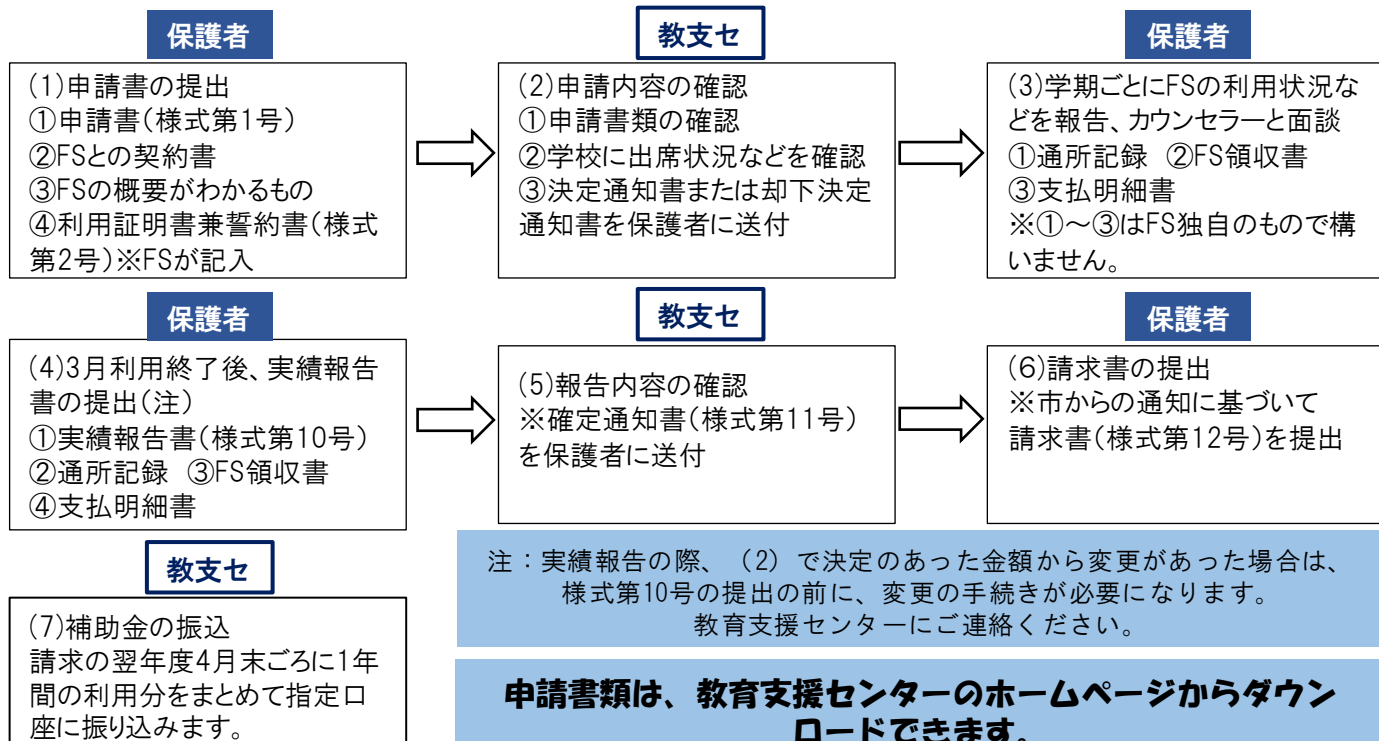 保護者
(1)申請書の提出
①申請書(様式第1号)
②FSとの契約書
③FSの概要がわかるもの
④利用証明書兼誓約書(様式
第2号)※FSが記入
教支セ
(2)申請内容の確認
①申請書類の確認
②学校に出席状況などを確認
③決定通知書または却下決定
通知書を保護者に送付
保護者
(3)学期ごとにFSの利用状況な
どを報告、カウンセラーと面談
①通所記録 ②FS領収書
③支払明細書
※①～③はFS独自のもので構
いません。
保護者
(4)3月利用終了後、実績報告
書の提出(注)
①実績報告書(様式第10号)
②通所記録 ③FS領収書
④支払明細書
教支セ
(5)報告内容の確認
※確定通知書(様式第11号)
を保護者に送付
保護者
(6)請求書の提出
※市からの通知に基づいて
請求書(様式第12号)を提出
教支セ
(7)補助金の振込
請求の翌年度4月末ごろに1年
間の利用分をまとめて指定口
座に振り込みます。
注：実績報告の際、（2）で決定のあった金額から変更があった場合は、
様式第10号の提出の前に、変更の手続きが必要になります。
教育支援センターにご連絡ください。
申請書類は、教育支援センターのホームページからダウン
ロードできます。